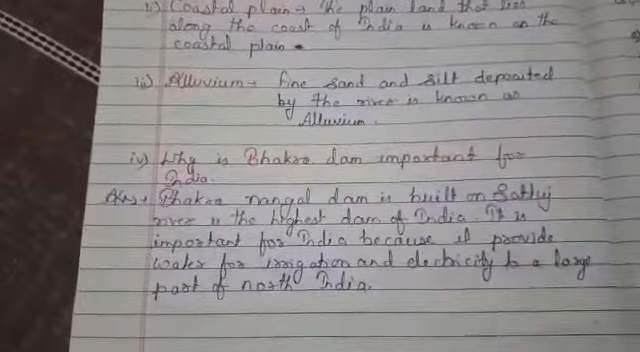 ii) Coastal plain → The plain land that lies
along the coast of India is known as the
coastal plain.
iii) Alluvium → Fine sand and silt deposited
by the river is known as
Alluvium.
iv) Why is Bhakra dam important for
India.
Ans → Bhakra nangal dam is built on Satluj
river is the highest dam of India. It is
important for India because it provide
water for irrigation and electricity to a large
part of north India.